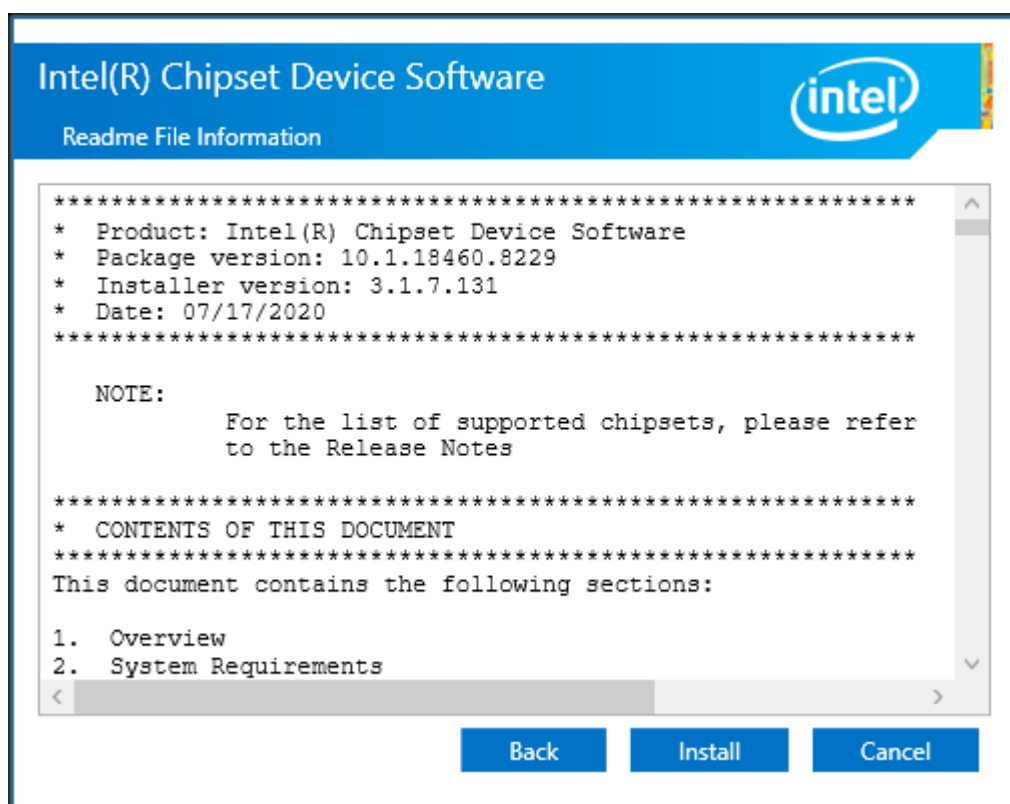 Intel(R) Chipset Device Software
intel
Readme File Information
************************************************************
*  Product: Intel(R) Chipset Device Software
*  Package version: 10.1.18460.8229
*  Installer version: 3.1.7.131
*  Date: 07/17/2020
************************************************************
NOTE:
For the list of supported chipsets, please refer
to the Release Notes
************************************************************
*  CONTENTS OF THIS DOCUMENT
************************************************************
This document contains the following sections:
1.  Overview
2.  System Requirements
Back Install Cancel